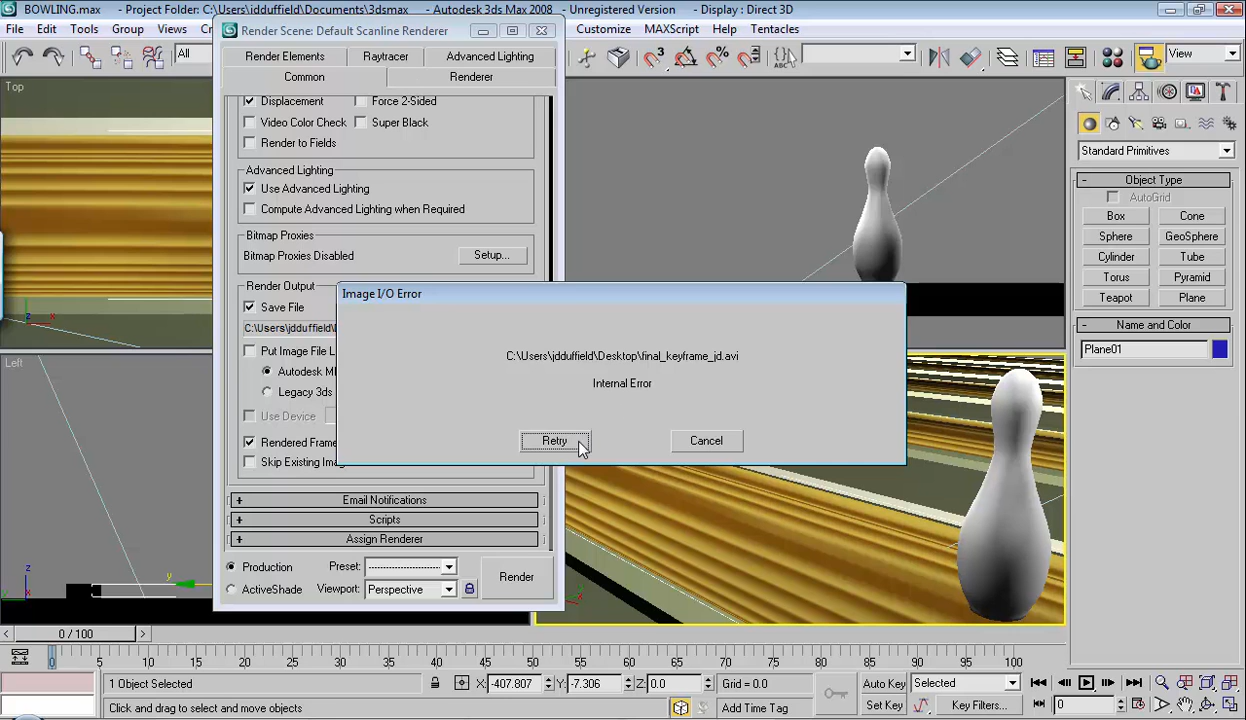 BOWLING.max - Project Folder: C:\Users\jdduffield\Documents\3dsmax - Autodesk 3ds Max 2008 - Unregistered Version - Display : Direct 3D
File Edit Tools Group Views Customize MAXScript Help Tentacles
Render Scene: Default Scanline Renderer
All
View
Render Elements Raytracer Advanced Lighting
Common Renderer
Top
Displacement Force 2-Sided
Video Color Check Super Black
Render to Fields
Advanced Lighting
Use Advanced Lighting
Compute Advanced Lighting when Required
Bitmap Proxies
Bitmap Proxies Disabled Setup...
Render Output
Save File
C:\Users\jdduffield\
Put Image File L
Autodesk M
Legacy 3ds
Use Device
Rendered Frame
Skip Existing Imag
Image I/O Error
C:\Users\jdduffield\Desktop\final_keyframe_jd.avi
Internal Error
Retry Cancel
Email Notifications
Scripts
Assign Renderer
Production Preset: --------------------
ActiveShade Viewport: Perspective
Render
Left
z
x
z
y
x
Standard Primitives
Object Type
AutoGrid
Box Cone
Sphere GeoSphere
Cylinder Tube
Torus Pyramid
Teapot Plane
Name and Color
Plane01
0 / 100
0 5 10 15 20 25 30 35 40 45 50 55 60 65 70 75 80 85 90 95 100
1 Object Selected X: -407.807 Y: -7.306 Z: 0.0 Grid = 0.0 Auto Key Selected
Click and drag to select and move objects Add Time Tag Set Key Key Filters... 0